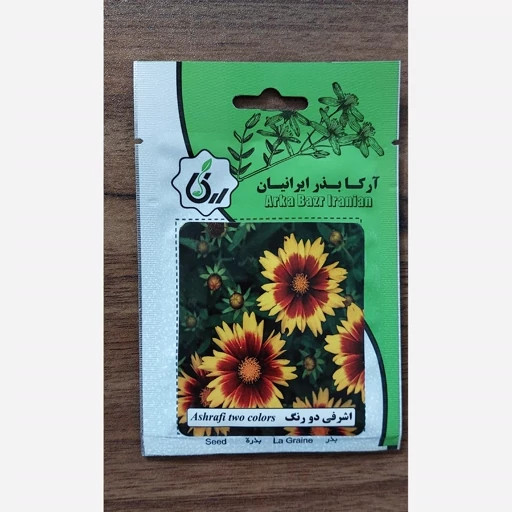 آرکا بذر ایرانیان
Arka Bazr Iranian
Ashrafi two colors اشرفی دو رنگ
Seed بذرة La Graine بذر